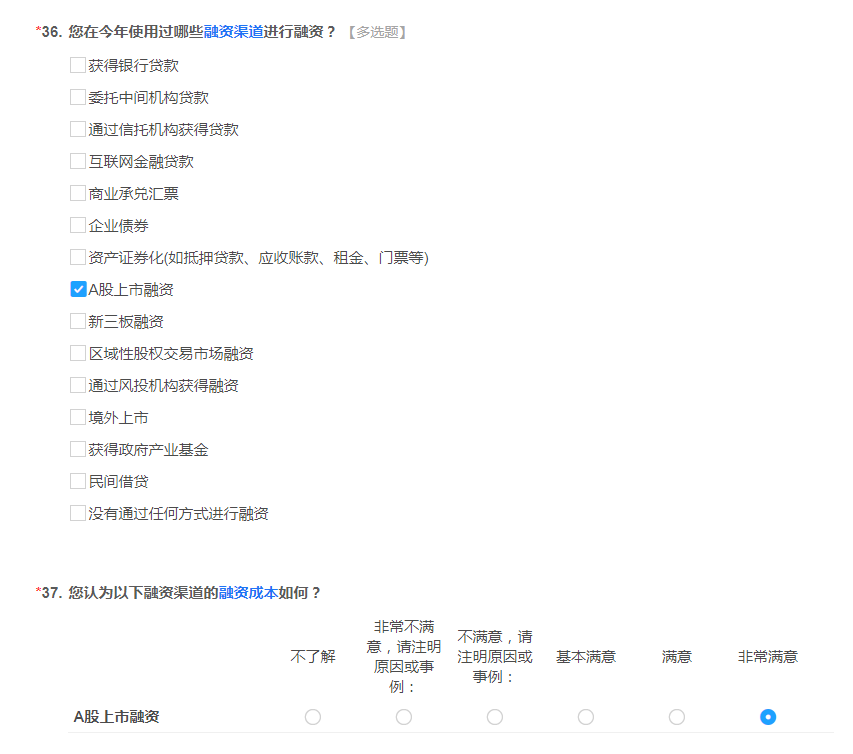 *36. 您在今年使用过哪些融资渠道进行融资？ 【多选题】
获得银行贷款
委托中间机构贷款
通过信托机构获得贷款
互联网金融贷款
商业承兑汇票
企业债券
资产证券化(如抵押贷款、应收账款、租金、门票等)
A股上市融资
新三板融资
区域性股权交易市场融资
通过风投机构获得融资
境外上市
获得政府产业基金
民间借贷
没有通过任何方式进行融资
*37. 您认为以下融资渠道的融资成本如何？
不了解
非常不满
意，请注明
原因或事
例：
不满意，请
注明原因或
事例：
基本满意
满意
非常满意
A股上市融资